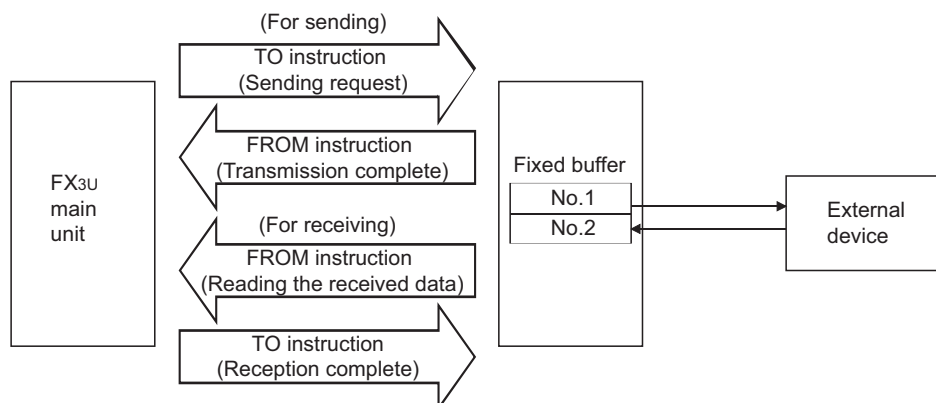 (For sending)
TO instruction
(Sending request)
FROM instruction
(Transmission complete)
(For receiving)
FROM instruction
(Reading the received data)
TO instruction
(Reception complete)
FX3U
main
unit
Fixed buffer
No.1
No.2
External
device